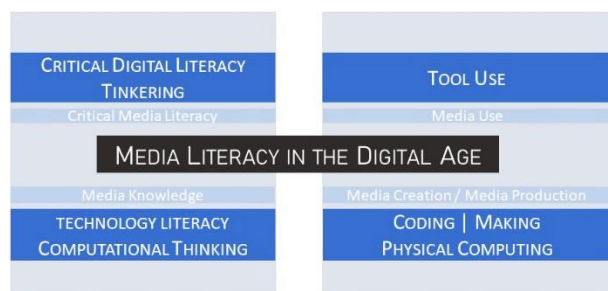 CRITICAL DIGITAL LITERACY
TINKERING
Critical Media Literacy
TOOL USE
Media Use
MEDIA LITERACY IN THE DIGITAL AGE
Media Knowledge
TECHNOLOGY LITERACY
COMPUTATIONAL THINKING
Media Creation / Media Production
CODING | MAKING
PHYSICAL COMPUTING